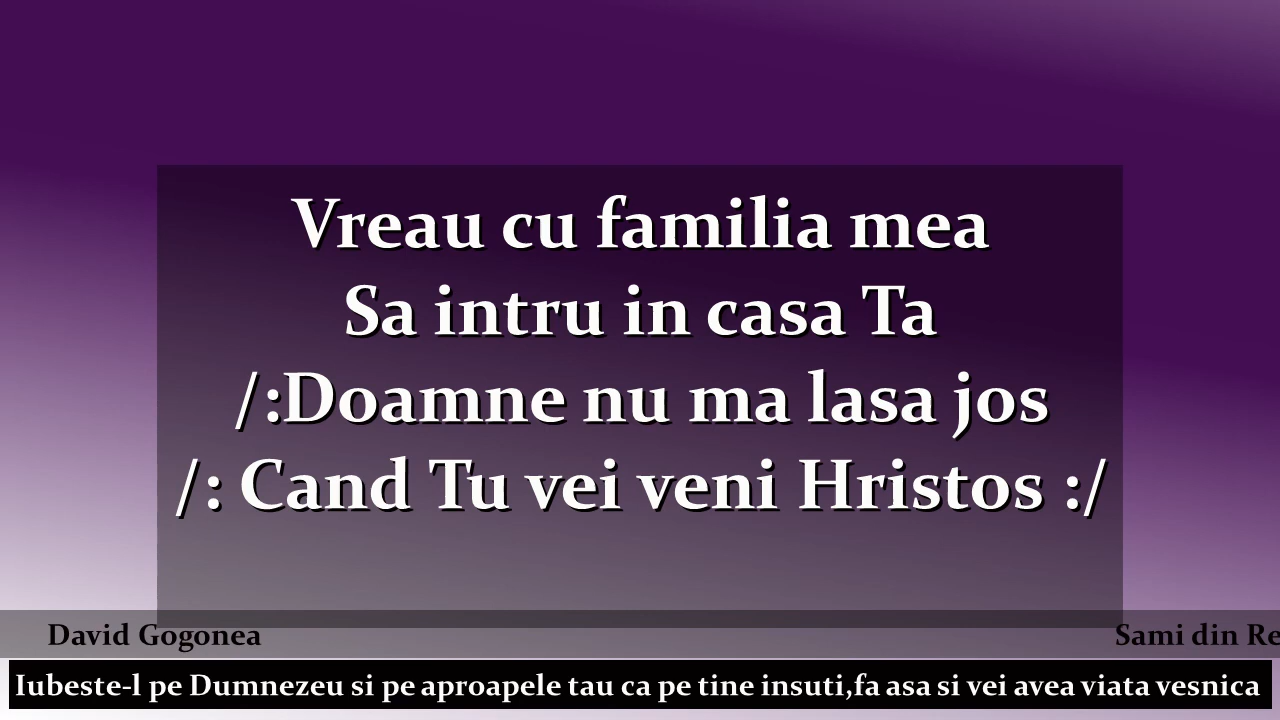 Vreau cu familia mea
Sa intru in casa Ta
/:Doamne nu ma lasa jos
/: Cand Tu vei veni Hristos :/
David Gogonea
Sami din Re
Iubeste-l pe Dumnezeu si pe aproapele tau ca pe tine insuti,fa asa si vei avea viata vesnica